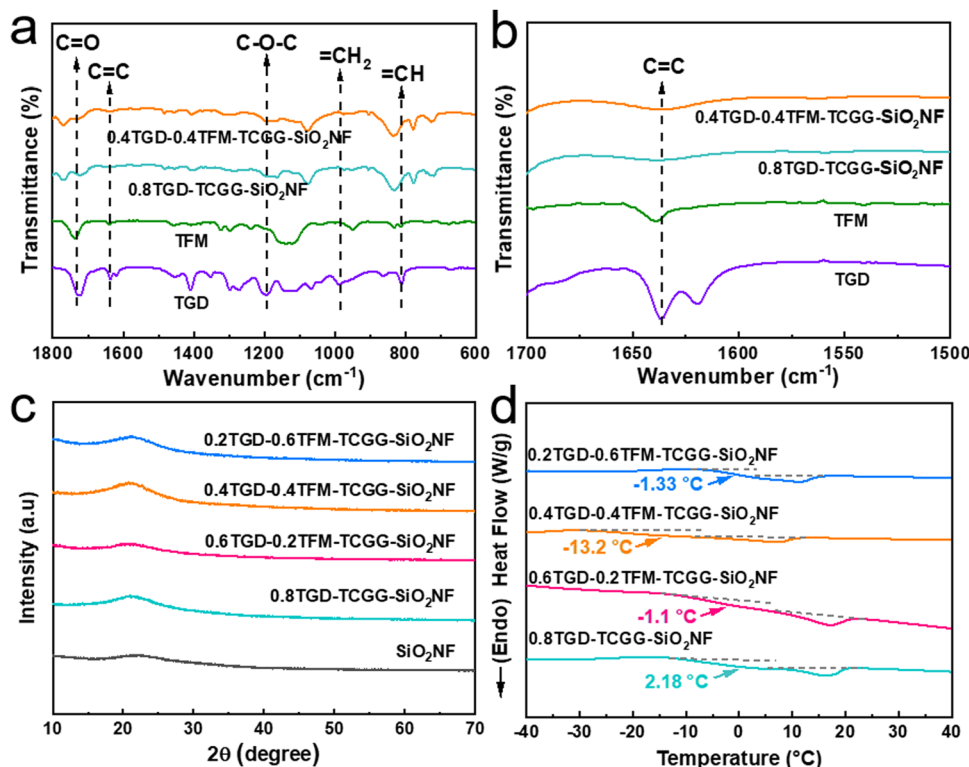 a
C=O
C-O-C
=CH₂
C=C
=CH
0.4TGD-0.4TFM-TCGG-SiO₂NF
0.8TGD-TCGG-SiO₂NF
TFM
TGD
Transmittance (%)
1800 1600 1400 1200 1000 800 600
Wavenumber (cm⁻¹)
b
C=C
0.4TGD-0.4TFM-TCGG-SiO₂NF
0.8TGD-TCGG-SiO₂NF
TFM
TGD
Transmittance (%)
1700 1650 1600 1550 1500
Wavenumber (cm⁻¹)
c
0.2TGD-0.6TFM-TCGG-SiO₂NF
0.4TGD-0.4TFM-TCGG-SiO₂NF
0.6TGD-0.2TFM-TCGG-SiO₂NF
0.8TGD-TCGG-SiO₂NF
SiO₂NF
Intensity (a.u)
10 20 30 40 50 60 70
2θ (degree)
d
0.2TGD-0.6TFM-TCGG-SiO₂NF
-1.33 °C
0.4TGD-0.4TFM-TCGG-SiO₂NF
-13.2 °C
0.6TGD-0.2TFM-TCGG-SiO₂NF
-1.1 °C
0.8TGD-TCGG-SiO₂NF
2.18 °C
(Endo) Heat Flow (W/g)
-40 -30 -20 -10 0 10 20 30 40
Temperature (°C)